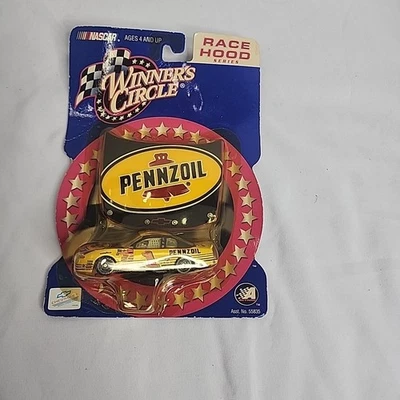 NASCAR
AGES 4 AND UP
RACE
HOOD
SERIES
WINNER'S
CIRCLE
PENNZOIL
PENNZOIL
Asst. No. 55835